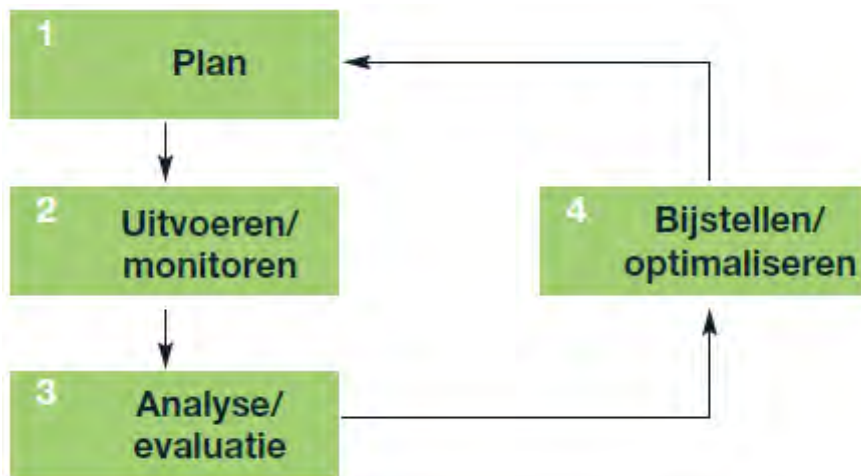 1
Plan
2
Uitvoeren/
monitoren
3
Analyse/
evaluatie
4
Bijstellen/
optimaliseren